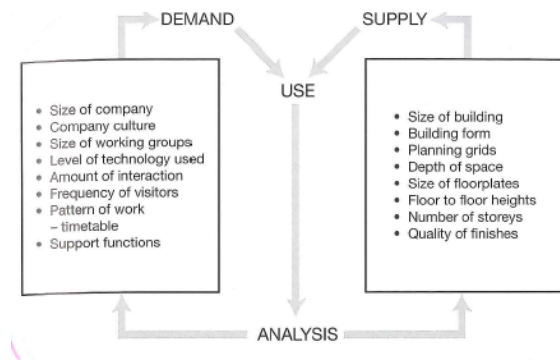 DEMAND
SUPPLY
USE
• Size of company
• Company culture
• Size of working groups
• Level of technology used
• Amount of interaction
• Frequency of visitors
• Pattern of work
– timetable
• Support functions
• Size of building
• Building form
• Planning grids
• Depth of space
• Size of floorplates
• Floor to floor heights
• Number of storeys
• Quality of finishes
ANALYSIS